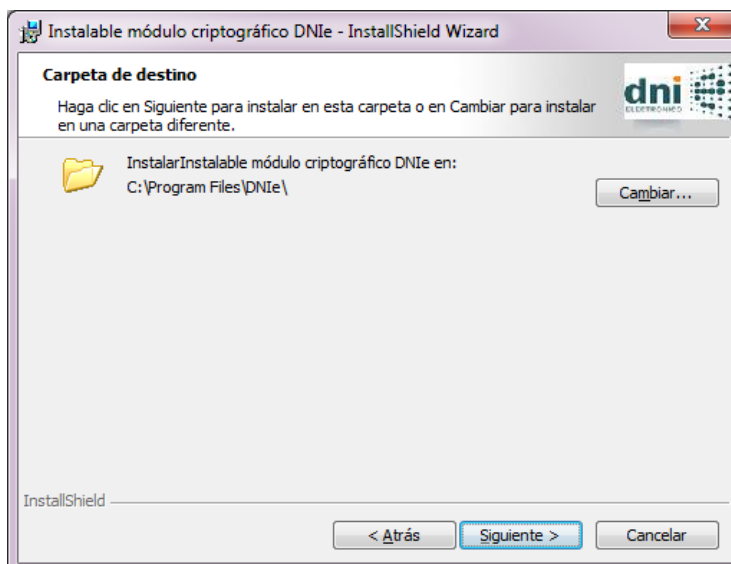 Instalable módulo criptográfico DNIe - InstallShield Wizard
Carpeta de destino
Haga clic en Siguiente para instalar en esta carpeta o en Cambiar para instalar
en una carpeta diferente.
dni
ELECTRÓNICO
InstalarInstalable módulo criptográfico DNIe en:
C:\Program Files\DNIe\
Cambiar...
InstallShield
< Atrás
Siguiente >
Cancelar